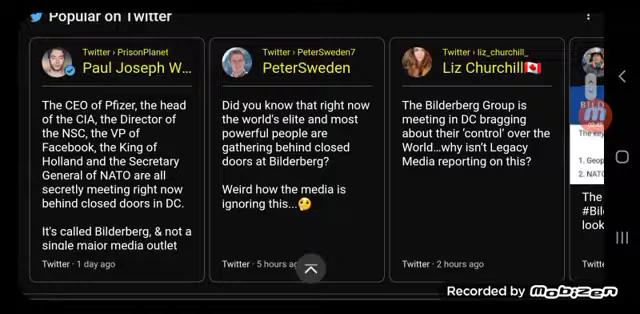 Popular on Twitter
Twitter › PrisonPlanet
Paul Joseph W...
The CEO of Pfizer, the head
of the CIA, the Director of
the NSC, the VP of
Facebook, the King of
Holland and the Secretary
General of NATO are all
secretly meeting right now
behind closed doors in DC.
It's called Bilderberg, & not a
single major media outlet
Twitter · 1 day ago
Twitter › PeterSweden7
PeterSweden
Did you know that right now
the world's elite and most
powerful people are
gathering behind closed
doors at Bilderberg?
Weird how the media is
ignoring this...🤔
Twitter · 5 hours ag
Twitter › liz_churchill_
Liz Churchill🇨🇦
The Bilderberg Group is
meeting in DC bragging
about their ‘control’ over the
World…why isn’t Legacy
Media reporting on this?
Twitter · 2 hours ago
BILD
The key
1. Geop
2. NATO
The
#Bil
look
Twitte
Recorded by MOBIZEN